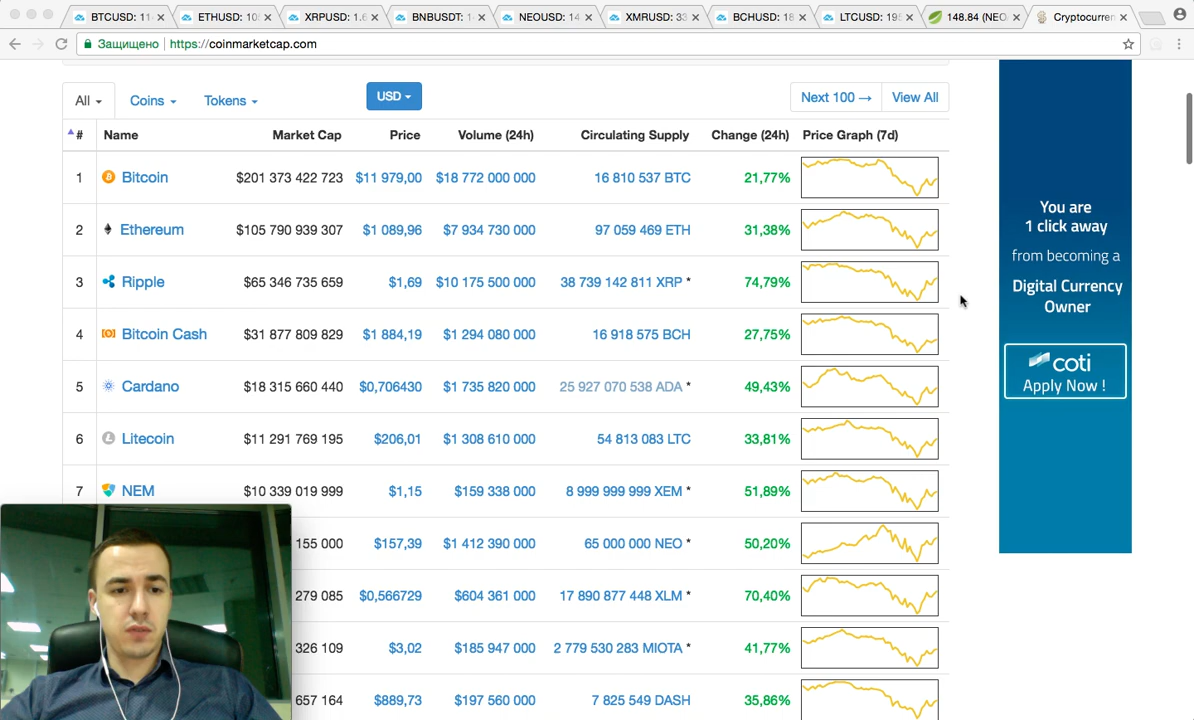 BTCUSD: 11
ETHUSD: 10
XRPUSD: 1.6
BNBUSDT: 1
NEOUSD: 14
XMRUSD: 33
BCHUSD: 18
LTCUSD: 195
148.84 (NEO
Cryptocurren
Защищено https://coinmarketcap.com
All Coins Tokens USD Next 100 → View All
# Name Market Cap Price Volume (24h) Circulating Supply Change (24h) Price Graph (7d)
1 Bitcoin $201 373 422 723 $11 979,00 $18 772 000 000 16 810 537 BTC 21,77%
2 Ethereum $105 790 939 307 $1 089,96 $7 934 730 000 97 059 469 ETH 31,38%
3 Ripple $65 346 735 659 $1,69 $10 175 500 000 38 739 142 811 XRP * 74,79%
4 Bitcoin Cash $31 877 809 829 $1 884,19 $1 294 080 000 16 918 575 BCH 27,75%
5 Cardano $18 315 660 440 $0,706430 $1 735 820 000 25 927 070 538 ADA * 49,43%
6 Litecoin $11 291 769 195 $206,01 $1 308 610 000 54 813 083 LTC 33,81%
7 NEM $10 339 019 999 $1,15 $159 338 000 8 999 999 999 XEM * 51,89%
155 000 $157,39 $1 412 390 000 65 000 000 NEO * 50,20%
279 085 $0,566729 $604 361 000 17 890 877 448 XLM * 70,40%
326 109 $3,02 $185 947 000 2 779 530 283 MIOTA * 41,77%
657 164 $889,73 $197 560 000 7 825 549 DASH 35,86%
You are
1 click away
from becoming a
Digital Currency
Owner
coti
Apply Now !